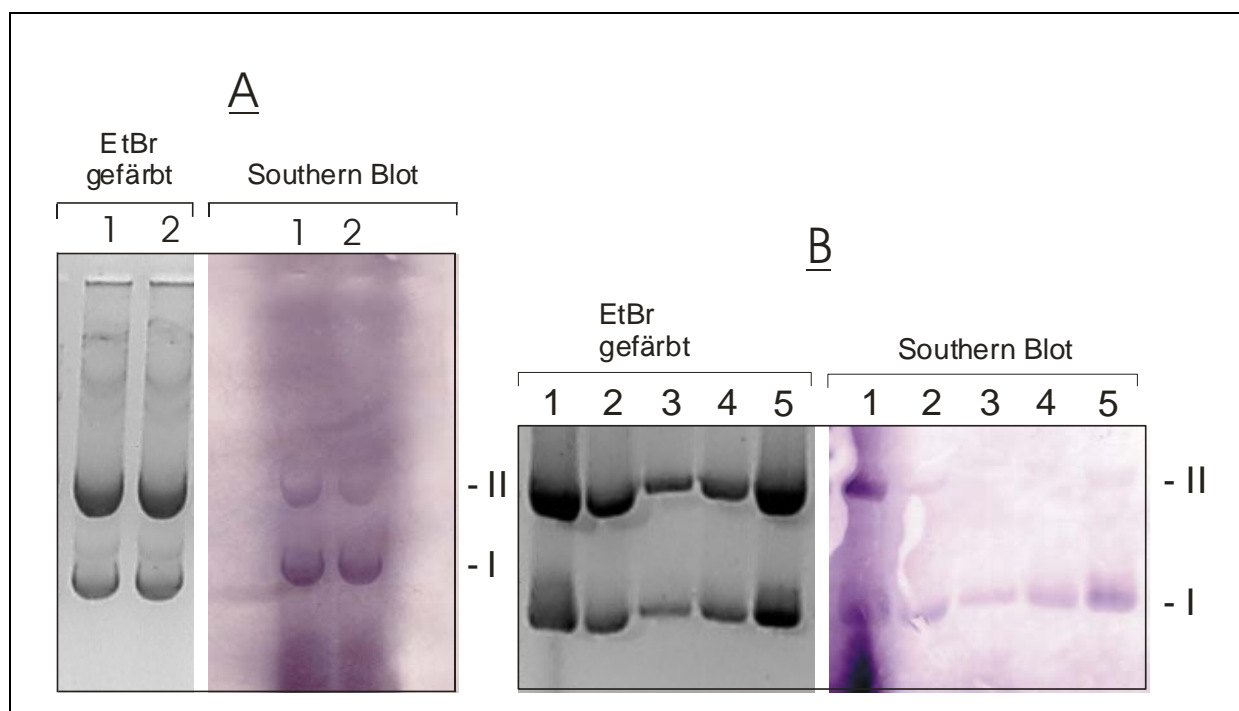 A
EtBr
gefärbt
Southern Blot
1 2
1 2
- II
- I
B
EtBr
gefärbt
Southern Blot
1 2 3 4 5
1 2 3 4 5
- II
- I